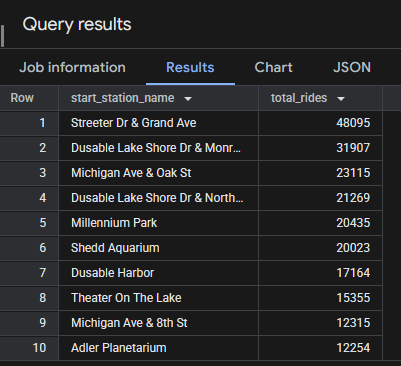 Query results
Job information Results Chart JSON
Row start_station_name total_rides
1 Streeter Dr & Grand Ave 48095
2 Dusable Lake Shore Dr & Monr... 31907
3 Michigan Ave & Oak St 23115
4 Dusable Lake Shore Dr & North... 21269
5 Millennium Park 20435
6 Shedd Aquarium 20023
7 Dusable Harbor 17164
8 Theater On The Lake 15355
9 Michigan Ave & 8th St 12315
10 Adler Planetarium 12254